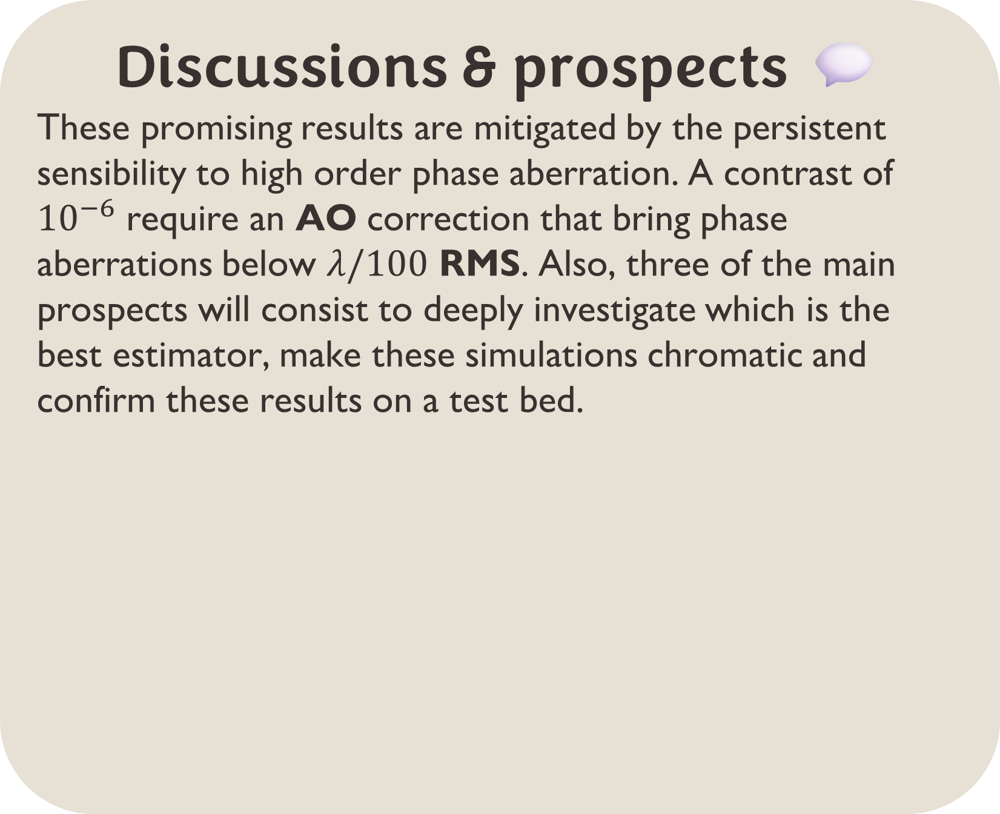 Discussions & prospects
These promising results are mitigated by the persistent
sensibility to high order phase aberration. A contrast of
10⁻⁶ require an AO correction that bring phase
aberrations below λ/100 RMS. Also, three of the main
prospects will consist to deeply investigate which is the
best estimator, make these simulations chromatic and
confirm these results on a test bed.